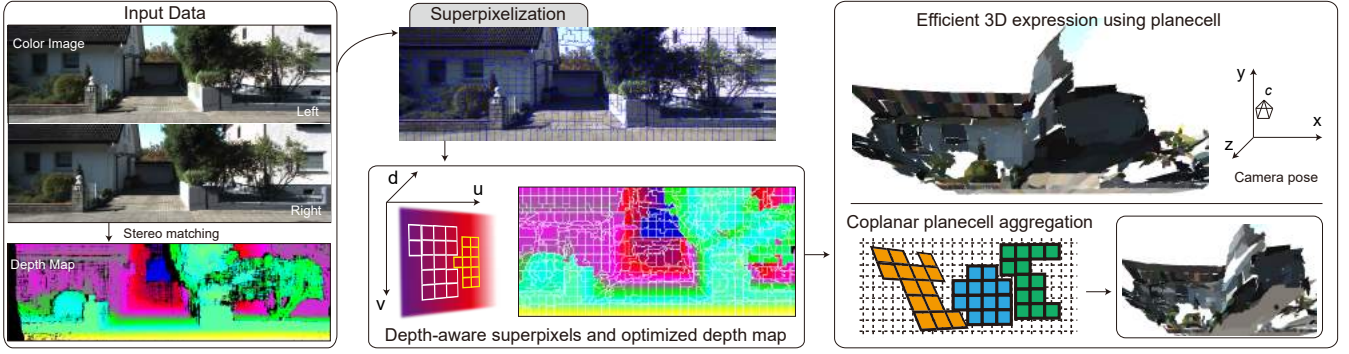 Input Data
Color Image
Left
Right
Stereo matching
Depth Map
Superpixelization
d
u
v
Depth-aware superpixels and optimized depth map
Efficient 3D expression using planecell
y
c
x
z
Camera pose
Coplanar planecell aggregation